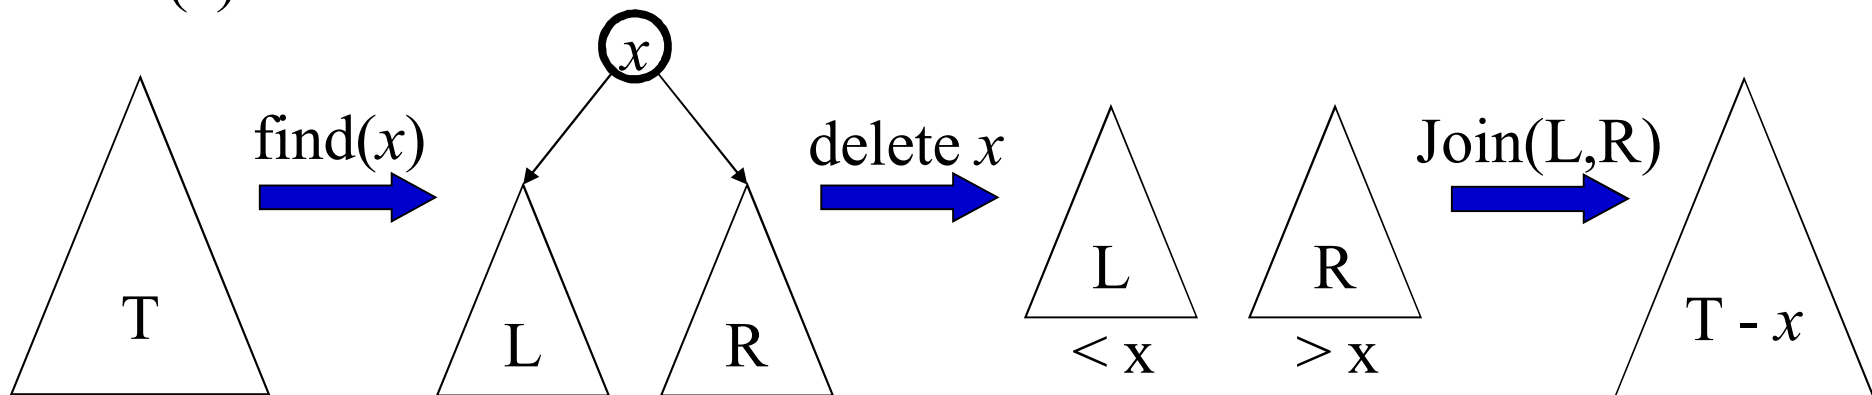 x
T
find(x)
L
R
delete x
L
< x
R
> x
Join(L,R)
T - x